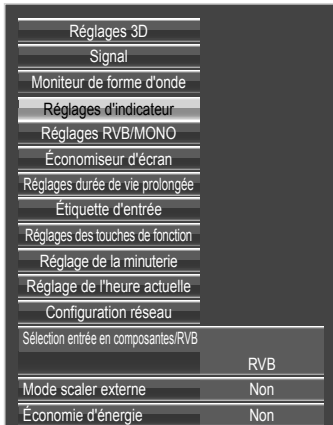 Réglages 3D
Signal
Moniteur de forme d'onde
Réglages d'indicateur
Réglages RVB/MONO
Économiseur d'écran
Réglages durée de vie prolongée
Étiquette d'entrée
Réglages des touches de fonction
Réglage de la minuterie
Réglage de l'heure actuelle
Configuration réseau
Sélection entrée en composantes/RVB
RVB
Mode scaler externe Non
Économie d'énergie Non